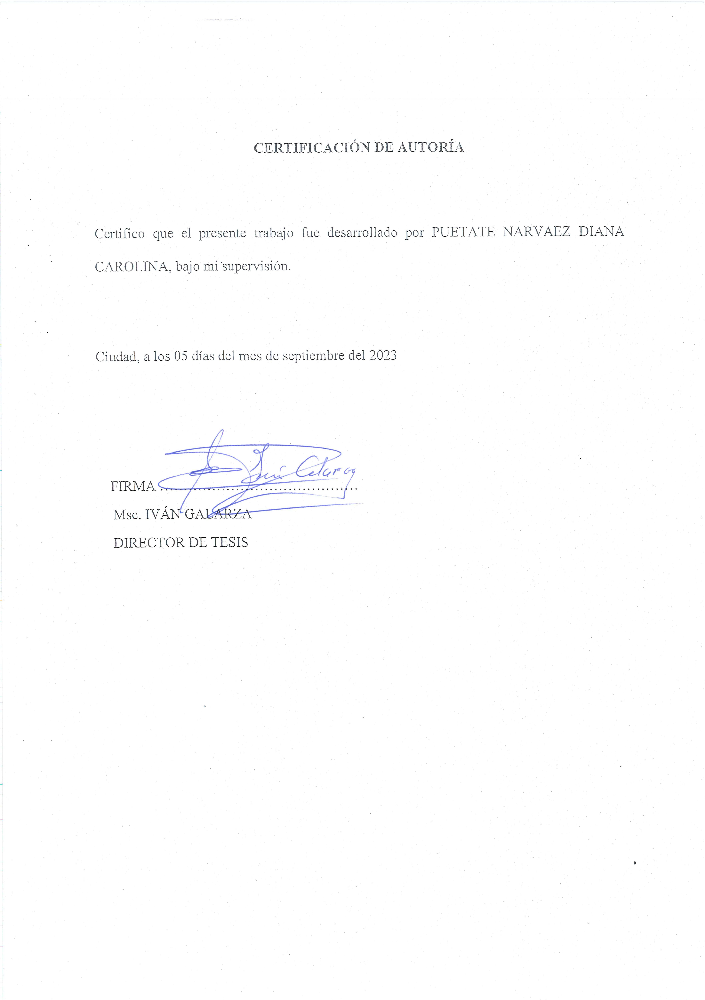 CERTIFICACIÓN DE AUTORÍA
Certifico que el presente trabajo fue desarrollado por PUETATE NARVAEZ DIANA
CAROLINA, bajo mi supervisión.
Ciudad, a los 05 días del mes de septiembre del 2023
FIRMA ................................................
Msc. IVÁN GALARZA
DIRECTOR DE TESIS